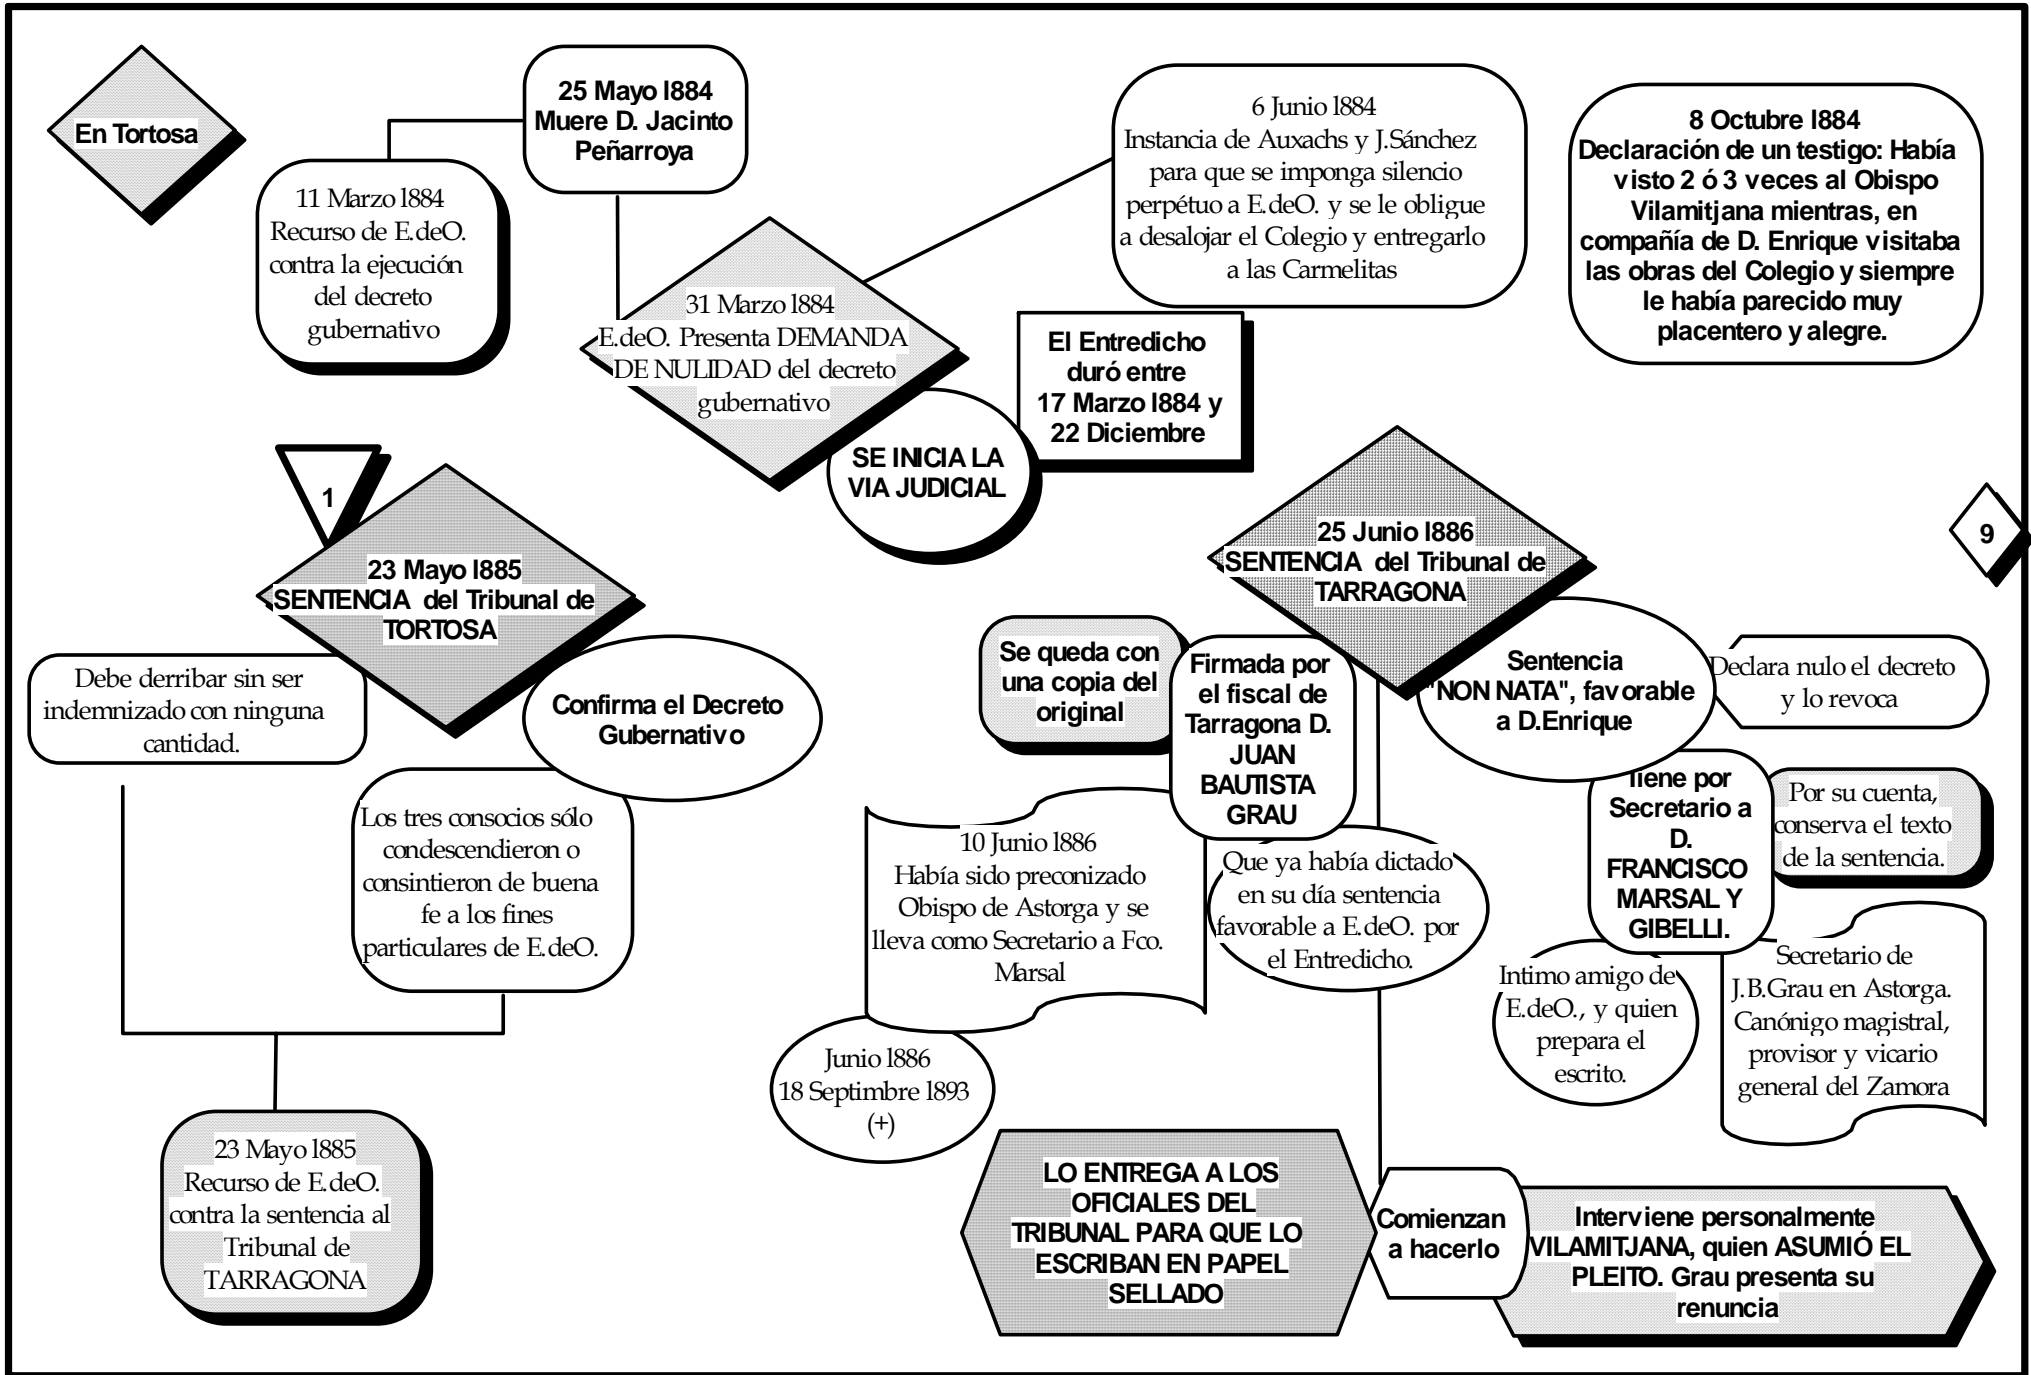 En Tortosa
25 Mayo l884
Muere D. Jacinto
Peñarroya
11 Marzo l884
Recurso de E.deO.
contra la ejecución
del decreto
gubernativo
31 Marzo l884
E.deO. Presenta DEMANDA
DE NULIDAD del decreto
gubernativo
6 Junio l884
Instancia de Auxachs y J.Sánchez
para que se imponga silencio
perpétuo a E.deO. y se le obligue
a desalojar el Colegio y entregarlo
a las Carmelitas
8 Octubre l884
Declaración de un testigo: Había
visto 2 ó 3 veces al Obispo
Vilamitjana mientras, en
compañía de D. Enrique visitaba
las obras del Colegio y siempre
le había parecido muy
placentero y alegre.
El Entredicho
duró entre
17 Marzo l884 y
22 Diciembre
SE INICIA LA
VIA JUDICIAL
1
23 Mayo l885
SENTENCIA del Tribunal de
TORTOSA
Debe derribar sin ser
indemnizado con ninguna
cantidad.
Confirma el Decreto
Gubernativo
Los tres consocios sólo
condescendieron o
consintieron de buena
fe a los fines
particulares de E.deO.
23 Mayo l885
Recurso de E.deO.
contra la sentencia al
Tribunal de
TARRAGONA
25 Junio l886
SENTENCIA del Tribunal de
TARRAGONA
9
Se queda con
una copia del
original
Firmada por
el fiscal de
Tarragona D.
JUAN
BAUTISTA
GRAU
Sentencia
"NON NATA", favorable
a D.Enrique
Declara nulo el decreto
y lo revoca
Tiene por
Secretario a
D.
FRANCISCO
MARSAL Y
GIBELLI.
Por su cuenta,
conserva el texto
de la sentencia.
10 Junio l886
Había sido preconizado
Obispo de Astorga y se
lleva como Secretario a Fco.
Marsal
Que ya había dictado
en su día sentencia
favorable a E.deO. por
el Entredicho.
Intimo amigo de
E.deO., y quien
prepara el
escrito.
Secretario de
J.B.Grau en Astorga.
Canónigo magistral,
provisor y vicario
general del Zamora
Junio l886
18 Septimbre l893
(+)
LO ENTREGA A LOS
OFICIALES DEL
TRIBUNAL PARA QUE LO
ESCRIBAN EN PAPEL
SELLADO
Comienzan
a hacerlo
Interviene personalmente
VILAMITJANA, quien ASUMIÓ EL
PLEITO. Grau presenta su
renuncia